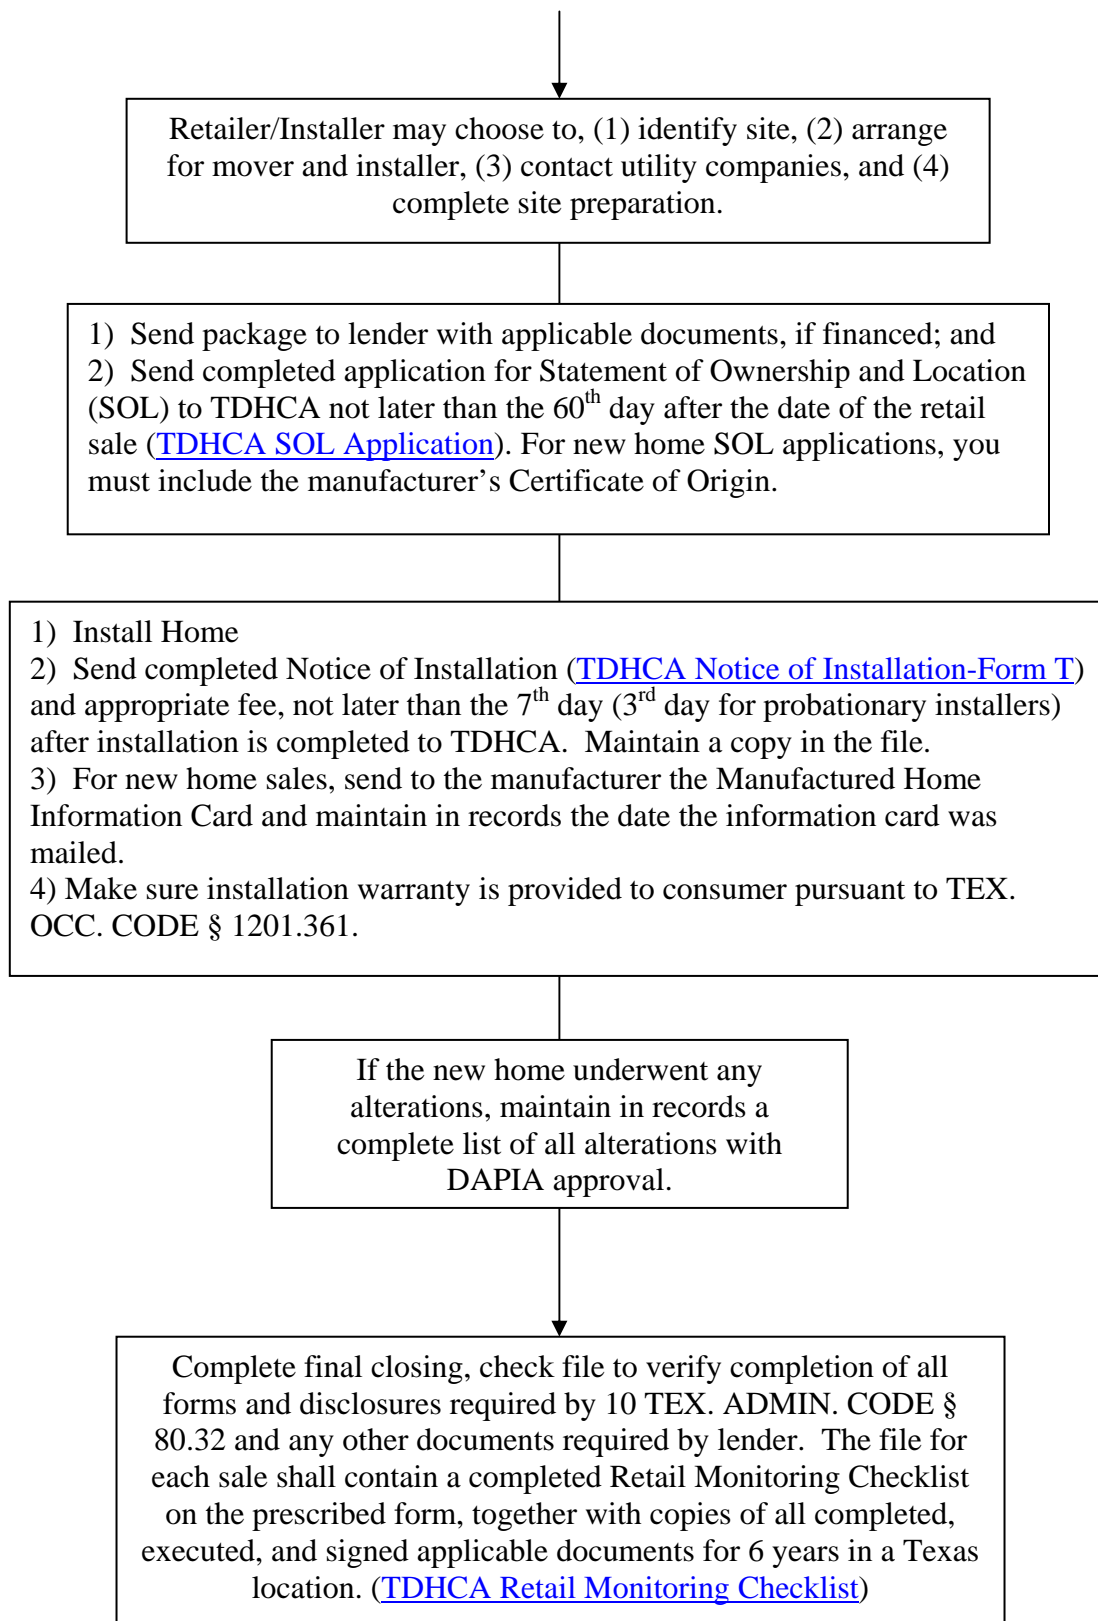 Retailer/Installer may choose to, (1) identify site, (2) arrange
for mover and installer, (3) contact utility companies, and (4)
complete site preparation.
1)  Send package to lender with applicable documents, if financed; and
2)  Send completed application for Statement of Ownership and Location
(SOL) to TDHCA not later than the 60th day after the date of the retail
sale (TDHCA SOL Application). For new home SOL applications, you
must include the manufacturer’s Certificate of Origin.
1)  Install Home
2)  Send completed Notice of Installation (TDHCA Notice of Installation-Form T)
and appropriate fee, not later than the 7th day (3rd day for probationary installers)
after installation is completed to TDHCA.  Maintain a copy in the file.
3)  For new home sales, send to the manufacturer the Manufactured Home
Information Card and maintain in records the date the information card was
mailed.
4) Make sure installation warranty is provided to consumer pursuant to TEX.
OCC. CODE § 1201.361.
If the new home underwent any
alterations, maintain in records a
complete list of all alterations with
DAPIA approval.
Complete final closing, check file to verify completion of all
forms and disclosures required by 10 TEX. ADMIN. CODE §
80.32 and any other documents required by lender.  The file for
each sale shall contain a completed Retail Monitoring Checklist
on the prescribed form, together with copies of all completed,
executed, and signed applicable documents for 6 years in a Texas
location. (TDHCA Retail Monitoring Checklist)